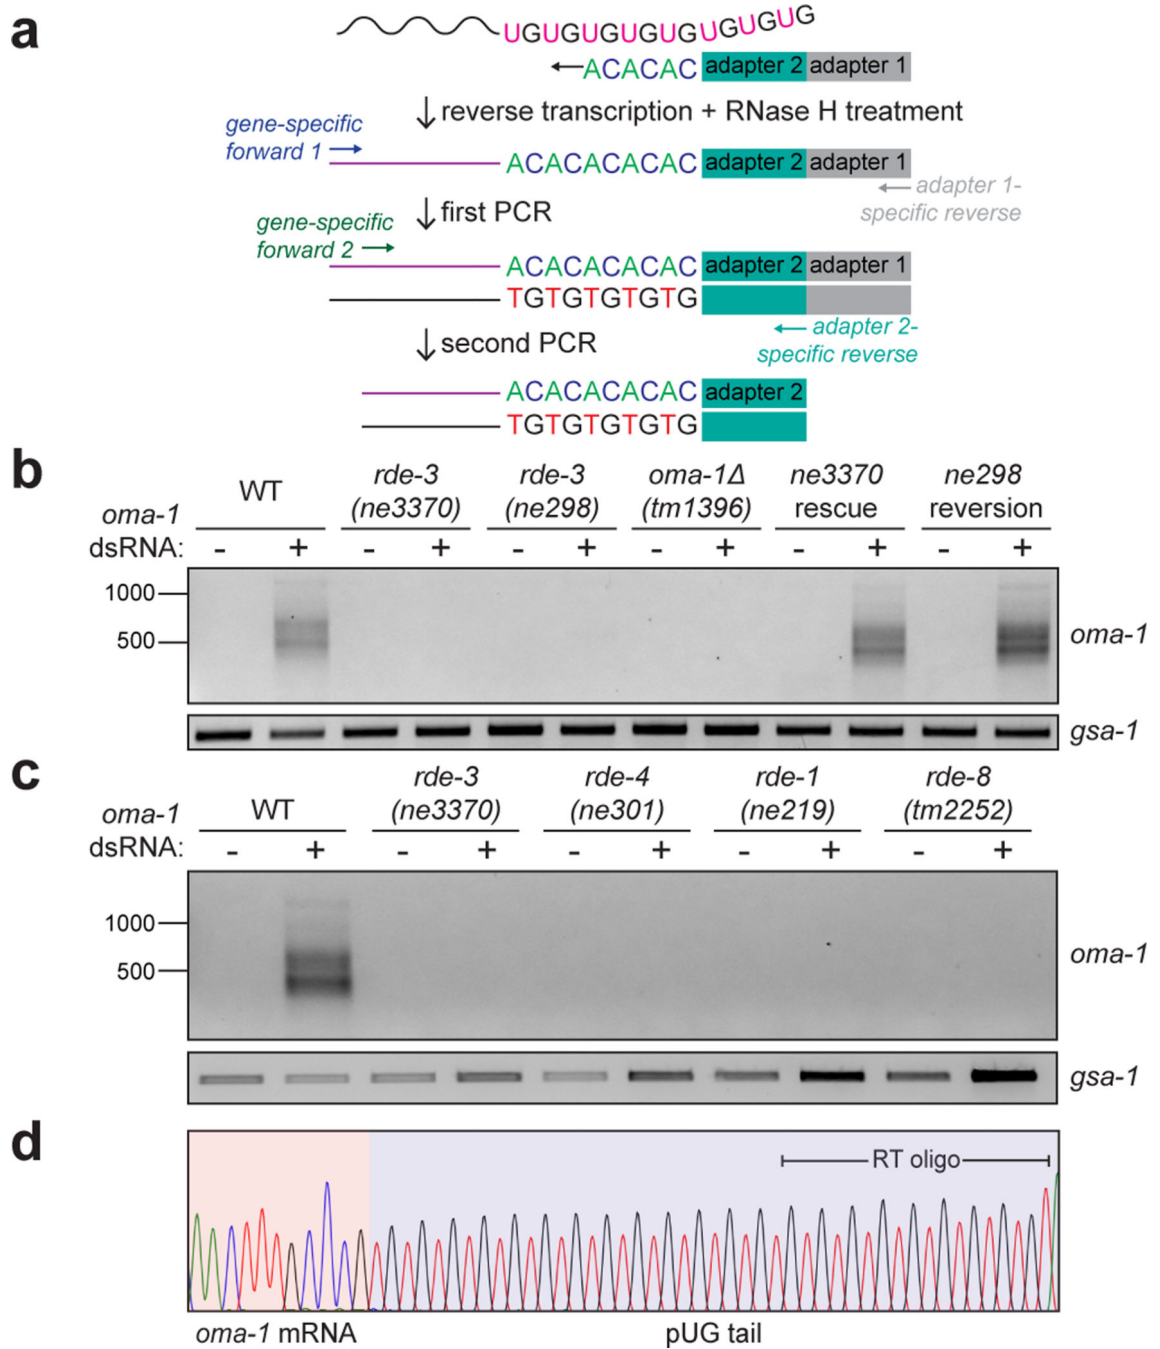 a
UGUGUGUGUGUGUGUG
ACACAC adapter 2 adapter 1
reverse transcription + RNase H treatment
gene-specific
forward 1
ACACACACAC adapter 2 adapter 1
adapter 1-
specific reverse
first PCR
gene-specific
forward 2
ACACACACAC adapter 2 adapter 1
TGTGTGTGTG
adapter 2-
specific reverse
second PCR
ACACACACAC adapter 2
TGTGTGTGTG
b
WT rde-3 rde-3 oma-1Δ ne3370 ne298
oma-1 (ne3370) (ne298) (tm1396) rescue reversion
dsRNA: - + - + - + - + - + - +
1000
500
oma-1
gsa-1
c
WT rde-3 rde-4 rde-1 rde-8
oma-1 (ne3370) (ne301) (ne219) (tm2252)
dsRNA: - + - + - + - + - +
1000
500
oma-1
gsa-1
d
RT oligo
oma-1 mRNA pUG tail